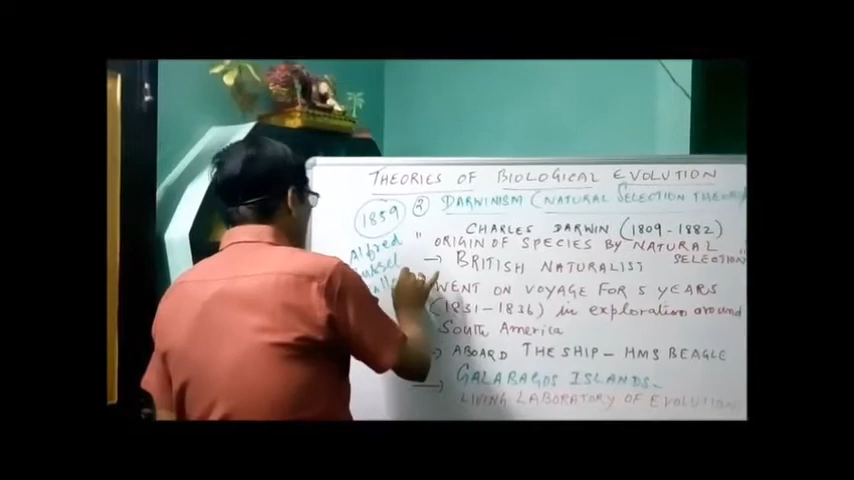 THEORIES OF BIOLOGICAL EVOLUTION
1859 ② DARWINISM (NATURAL SELECTION THEORY
CHARLES DARWIN (1809-1882)
" ORIGIN OF SPECIES BY NATURAL SELECTION "
Alfred
→ BRITISH NATURALIST
WENT ON VOYAGE FOR 5 YEARS
(1831-1836) in exploration around
SOUTH AMERICA
→ ABOARD THE SHIP - HMS BEAGLE
→ GALABAGOS ISLANDS-
LIVING LABORATORY OF EVOLUTION